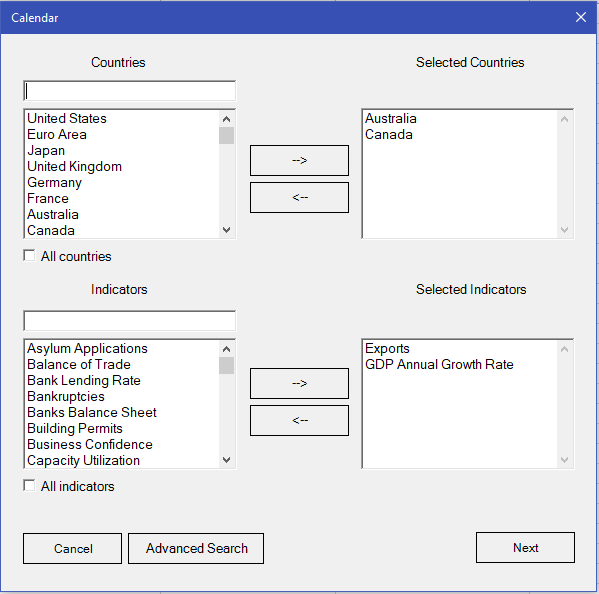 Calendar
Countries
Selected Countries
United States
Euro Area
Japan
United Kingdom
Germany
France
Australia
Canada
-->
<--
Australia
Canada
All countries
Indicators
Selected Indicators
Asylum Applications
Balance of Trade
Bank Lending Rate
Bankruptcies
Banks Balance Sheet
Building Permits
Business Confidence
Capacity Utilization
-->
<--
Exports
GDP Annual Growth Rate
All indicators
Cancel
Advanced Search
Next